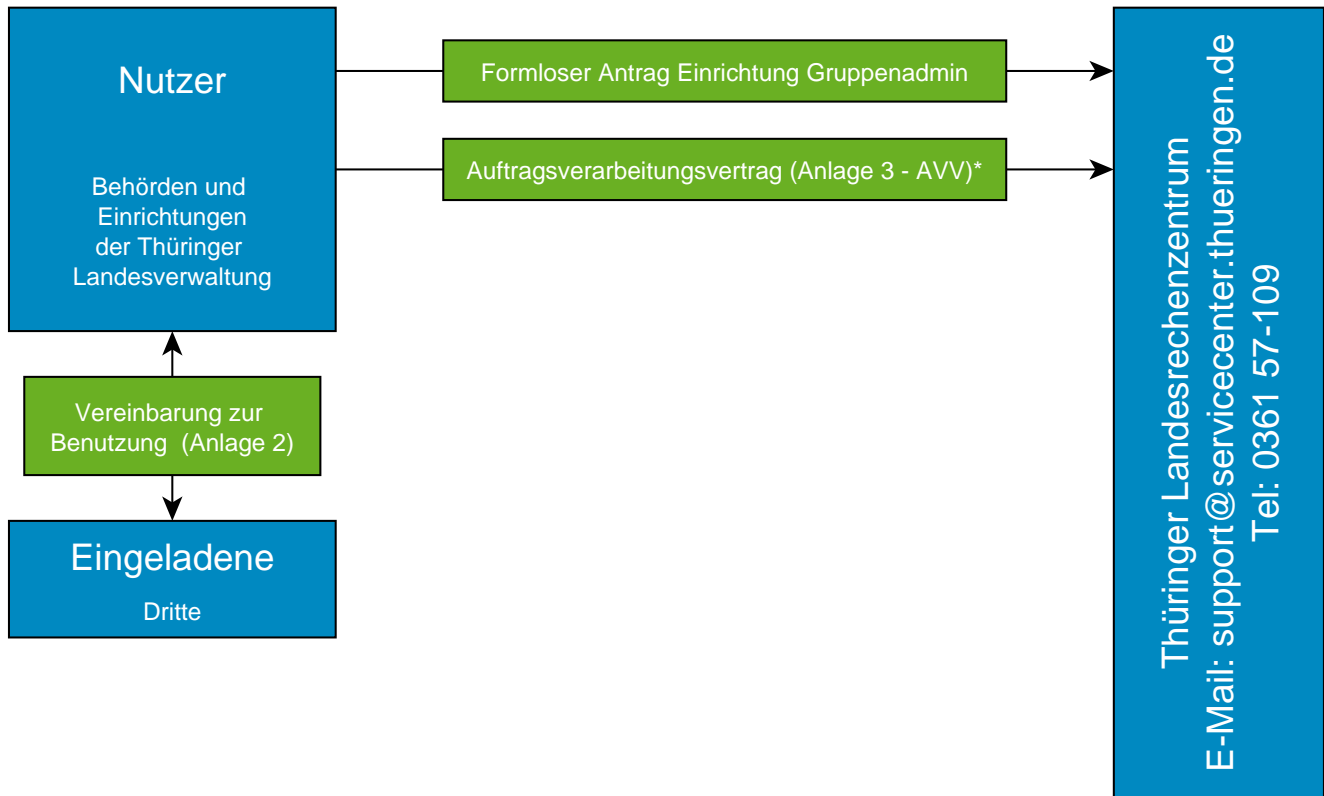 Nutzer
Behörden und
Einrichtungen
der Thüringer
Landesverwaltung
Formloser Antrag Einrichtung Gruppenadmin
Auftragsverarbeitungsvertrag (Anlage 3 - AVV)*
Vereinbarung zur
Benutzung (Anlage 2)
Eingeladene
Dritte
Thüringer Landesrechenzentrum
E-Mail: support@servicecenter.thueringen.de
Tel: 0361 57-109